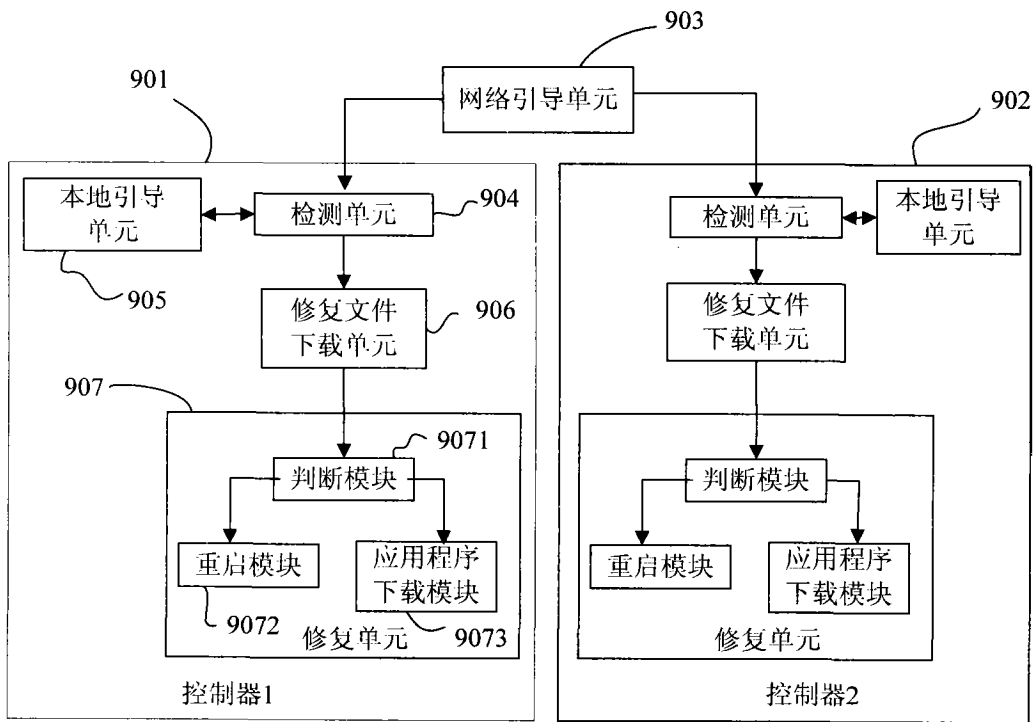 903
网络引导单元
901
902
本地引导
单元
检测单元
904
905
检测单元
本地引导
单元
修复文件
下载单元
906
修复文件
下载单元
907
判断模块
9071
重启模块
9072
应用程序
下载模块
9073
修复单元
控制器1
判断模块
重启模块
应用程序
下载模块
修复单元
控制器2